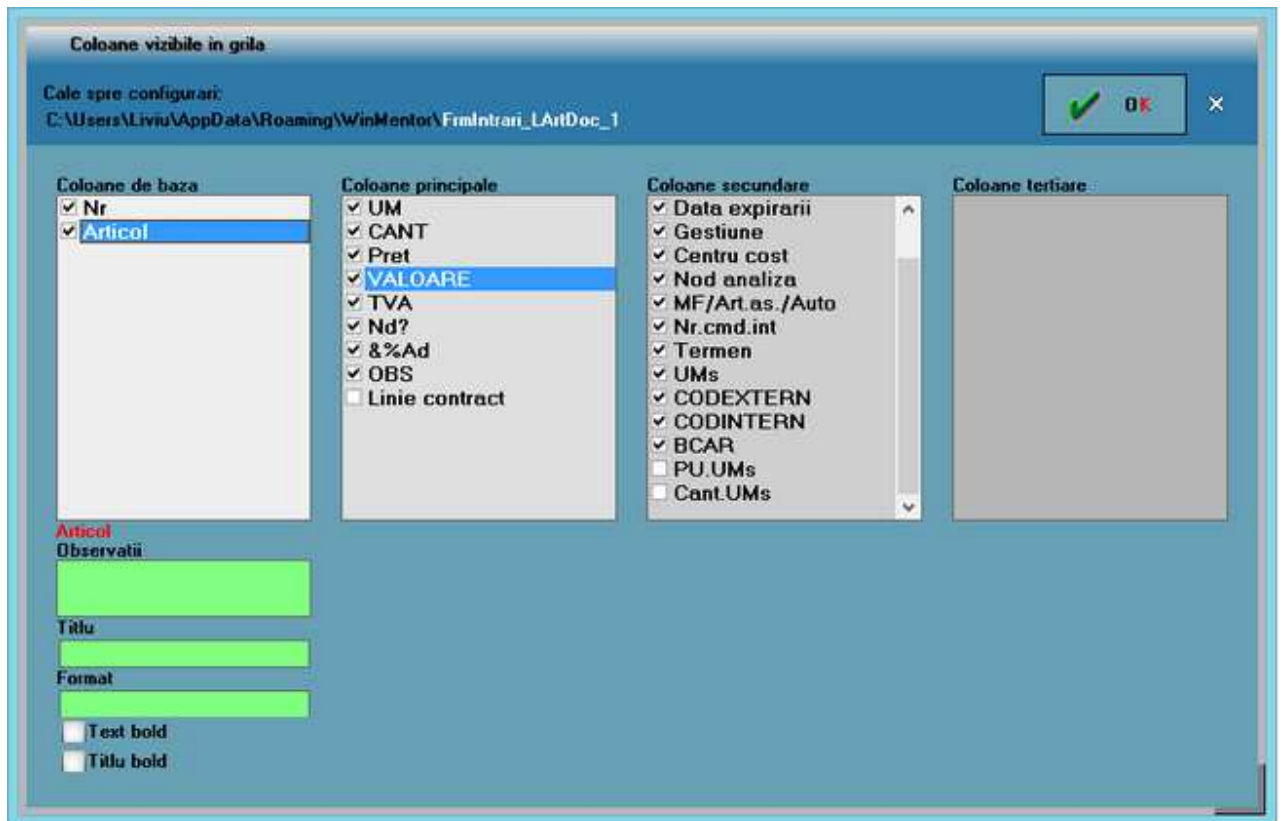 Coloane vizibile in grila
Cale spre configurari:
C:\Users\Liviu\AppData\Roaming\WinMentor\FrmIntrari_LArtDoc_1
OK
Coloane de baza
Nr
Articol
Coloane principale
UM
CANT
Pret
VALOARE
TVA
Nd?
&%Ad
OBS
Linie contract
Coloane secundare
Data expirarii
Gestiune
Centru cost
Nod analiza
MF/Art.as./Auto
Nr.cmd.int
Termen
UMs
CODEXTERN
CODINTERN
BCAR
PU.UMs
Cant.UMs
Coloane tertiare
Articol
Observatii
Titlu
Format
Text bold
Titlu bold